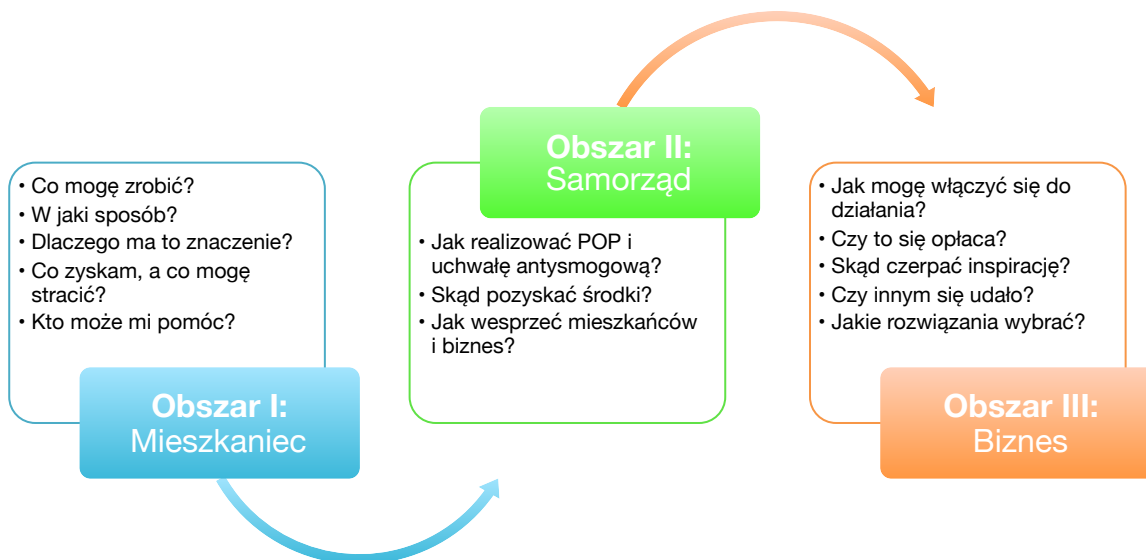 • Co mogę zrobić?
• W jaki sposób?
• Dlaczego ma to znaczenie?
• Co zyskam, a co mogę
stracić?
• Kto może mi pomóc?
Obszar I:
Mieszkaniec
Obszar II:
Samorząd
• Jak realizować POP i
uchwałę antysmogową?
• Skąd pozyskać środki?
• Jak wesprzeć mieszkańców
i biznes?
• Jak mogę włączyć się do
działania?
• Czy to się opłaca?
• Skąd czerpać inspirację?
• Czy innym się udało?
• Jakie rozwiązania wybrać?
Obszar III:
Biznes